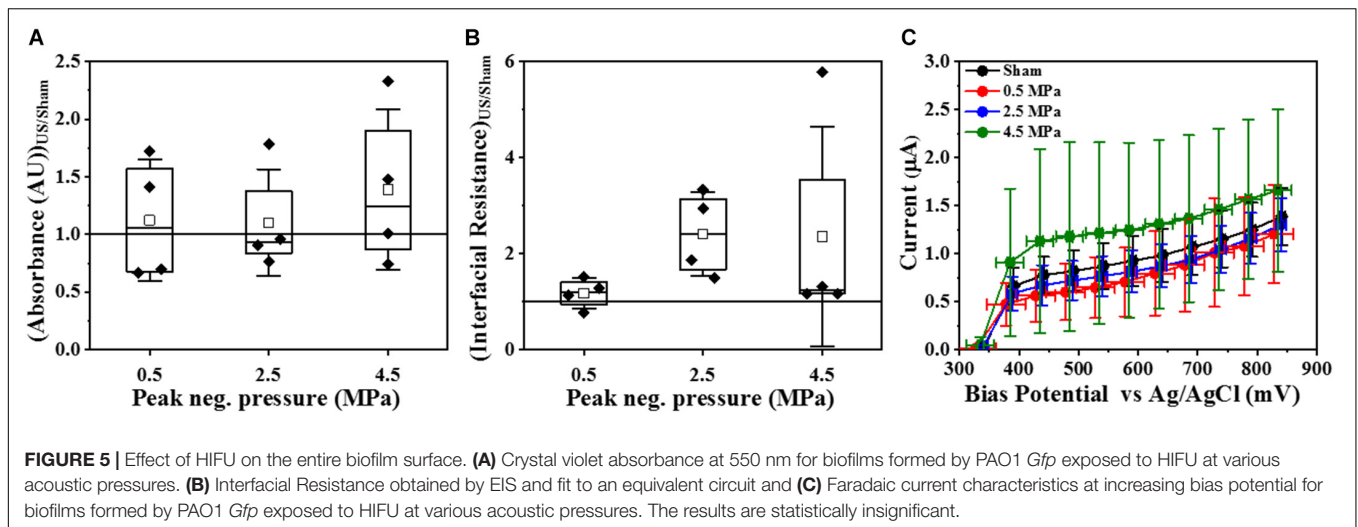 A
2.5
2.0
1.5
1.0
0.5
0.0
(Absorbance (AU))US/Sham
0.5
2.5
4.5
Peak neg. pressure (MPa)
B
6
4
2
0
(Interfacial Resistance)US/Sham
0.5
2.5
4.5
Peak neg. pressure (MPa)
C
3.0
2.5
2.0
1.5
1.0
0.5
0.0
Current (μA)
Sham
0.5 MPa
2.5 MPa
4.5 MPa
300 400 500 600 700 800 900
Bias Potential vs Ag/AgCl (mV)
FIGURE 5 | Effect of HIFU on the entire biofilm surface. (A) Crystal violet absorbance at 550 nm for biofilms formed by PAO1 Gfp exposed to HIFU at various
acoustic pressures. (B) Interfacial Resistance obtained by EIS and fit to an equivalent circuit and (C) Faradaic current characteristics at increasing bias potential for
biofilms formed by PAO1 Gfp exposed to HIFU at various acoustic pressures. The results are statistically insignificant.